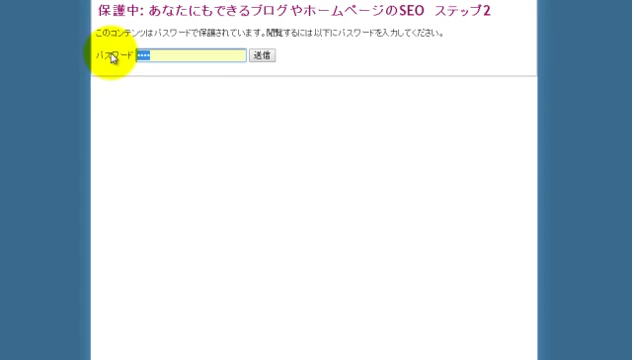 保護中: あなたにもできるブログやホームページのSEO ステップ2
このコンテンツはパスワードで保護されています。閲覧するには以下にパスワードを入力してください。
パスワード •••• 送信